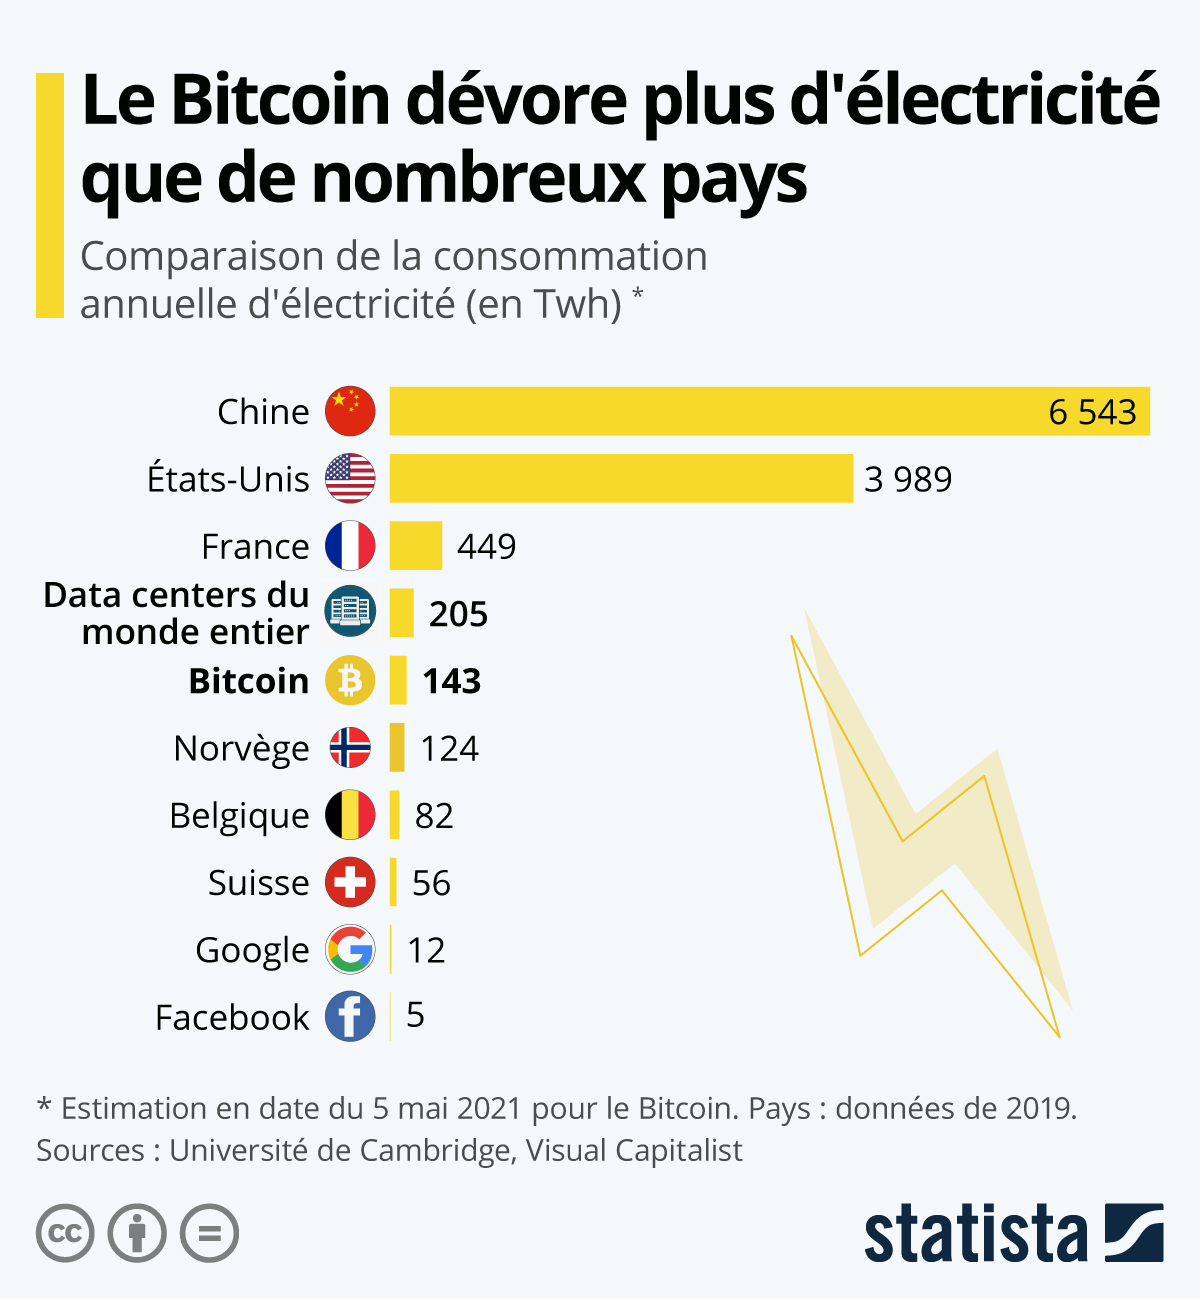 Le Bitcoin dévore plus d'électricité
que de nombreux pays
Comparaison de la consommation
annuelle d'électricité (en Twh) *
Chine 6 543
États-Unis 3 989
France 449
Data centers du
monde entier 205
Bitcoin 143
Norvège 124
Belgique 82
Suisse 56
Google 12
Facebook 5
* Estimation en date du 5 mai 2021 pour le Bitcoin. Pays : données de 2019.
Sources : Université de Cambridge, Visual Capitalist
cc = statista